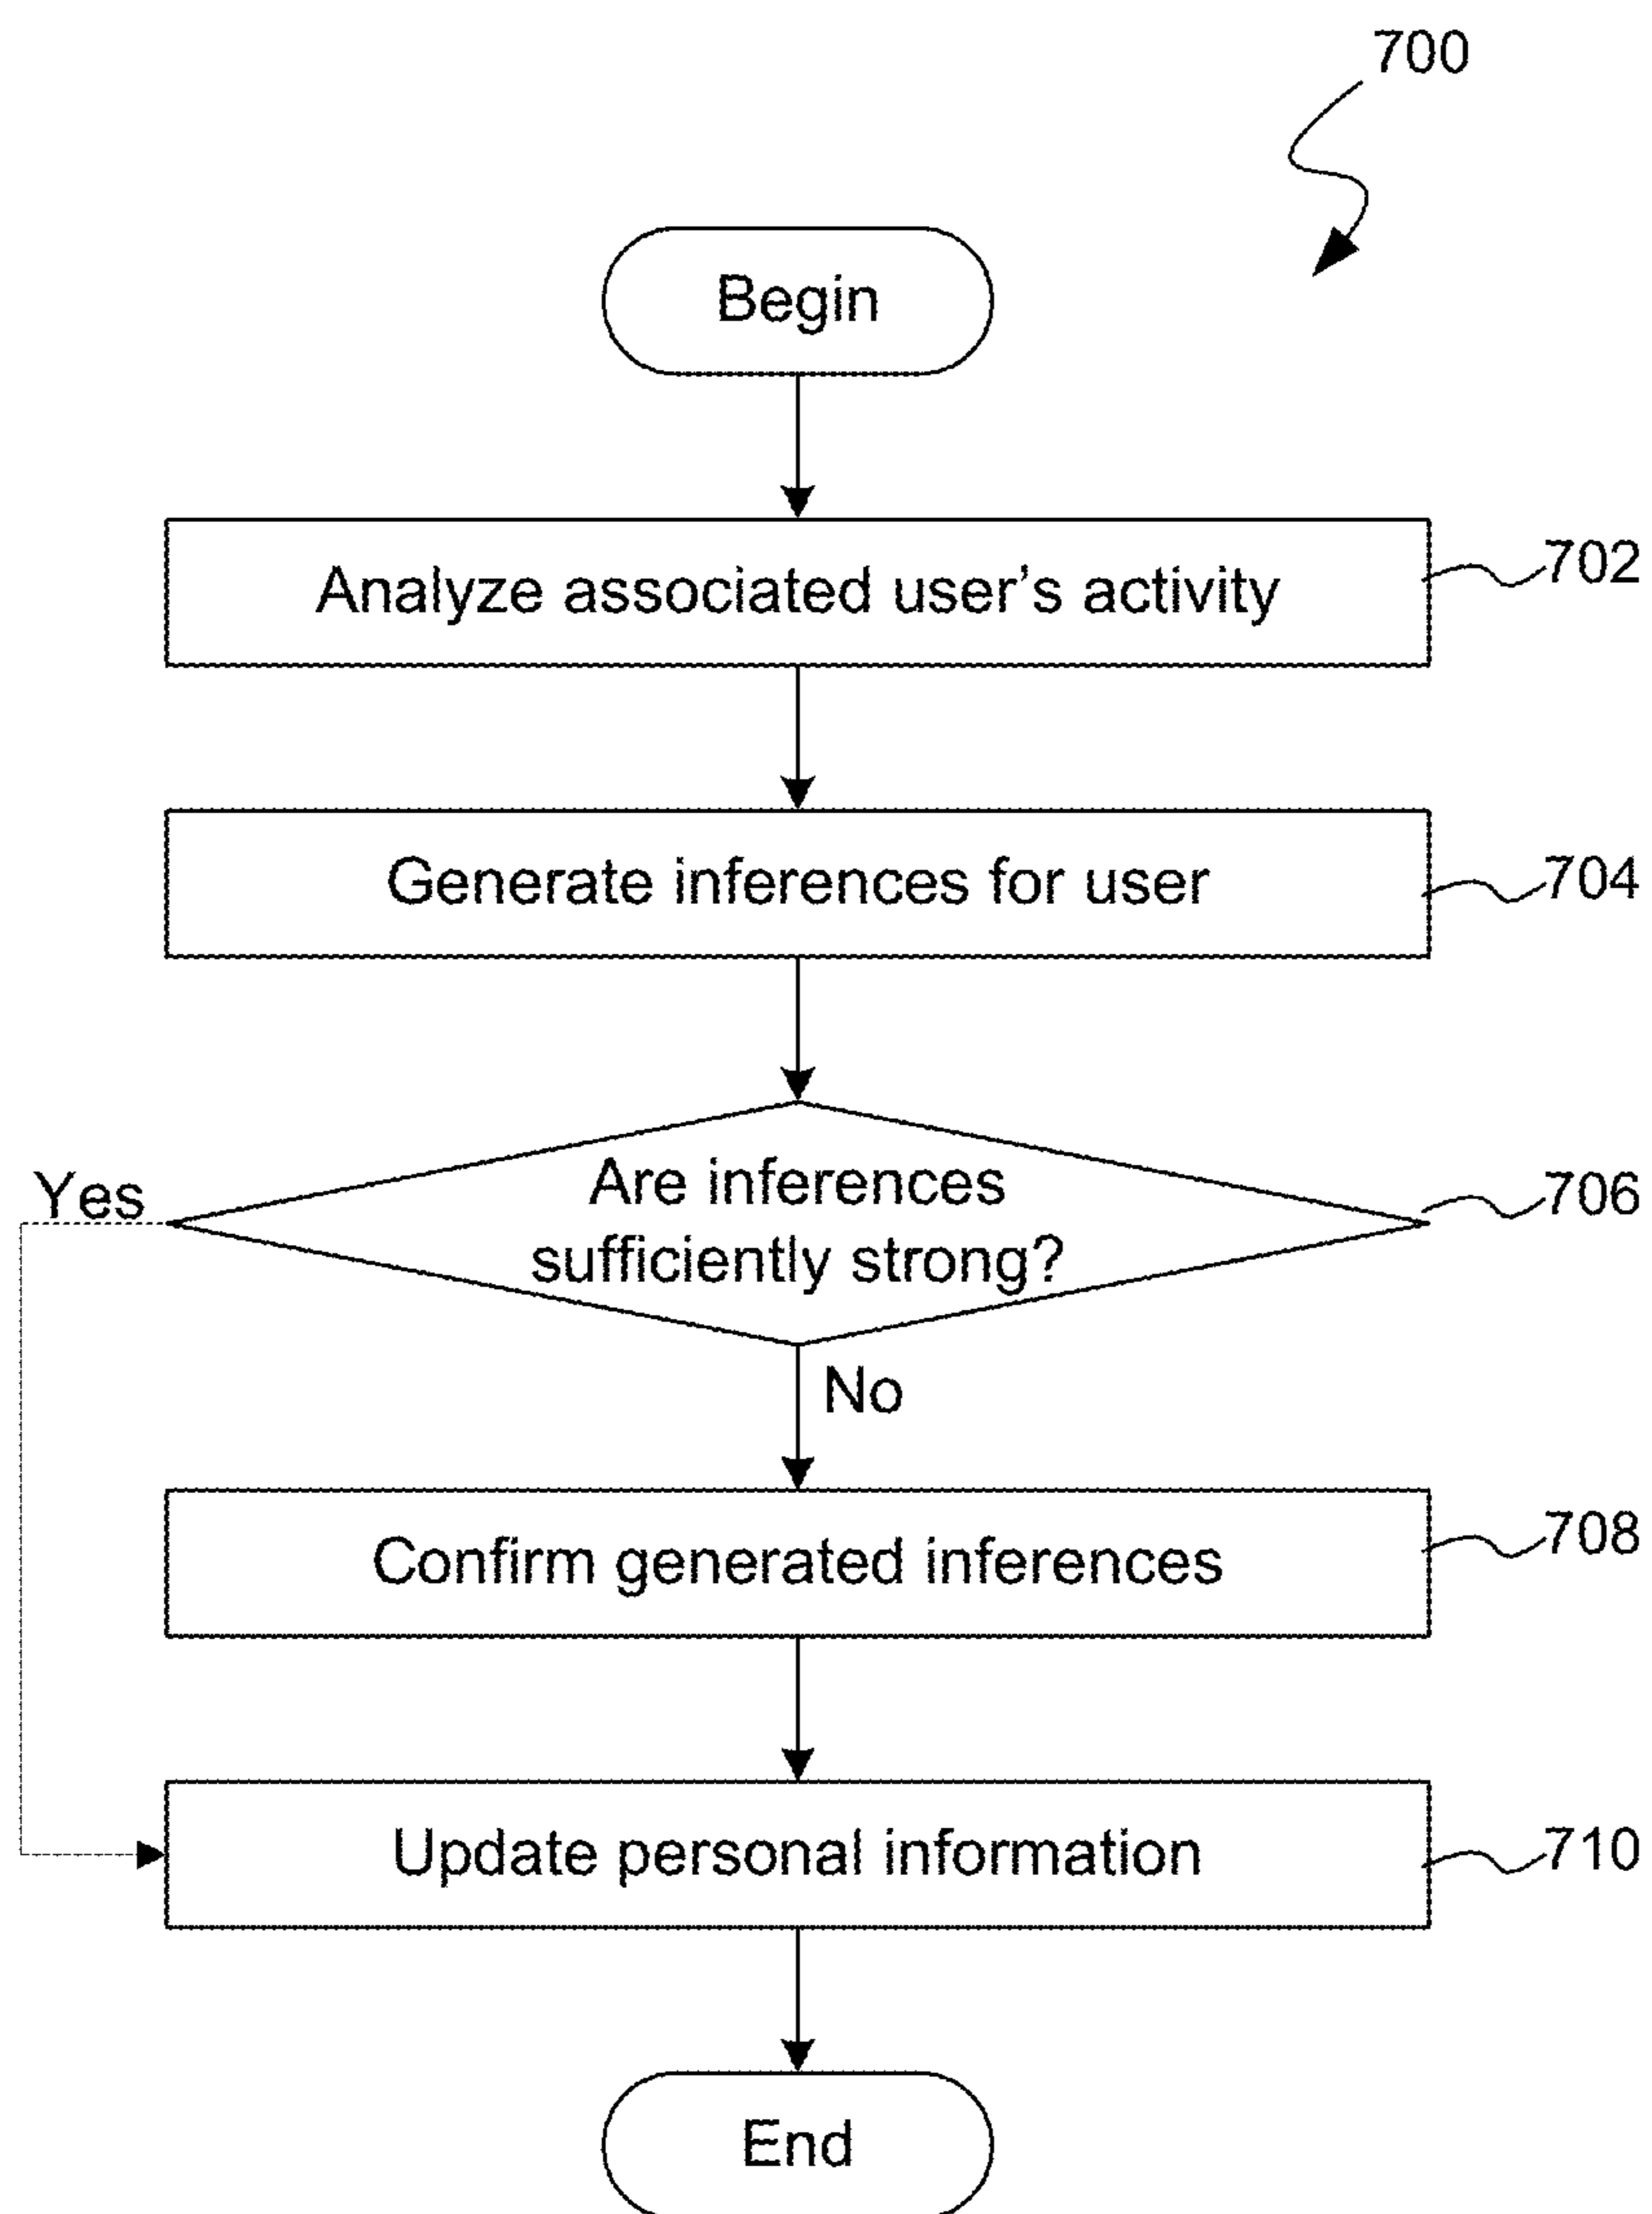 700
Begin
Analyze associated user’s activity
702
Generate inferences for user
704
Yes
Are inferences
sufficiently strong?
706
No
Confirm generated inferences
708
Update personal information
710
End